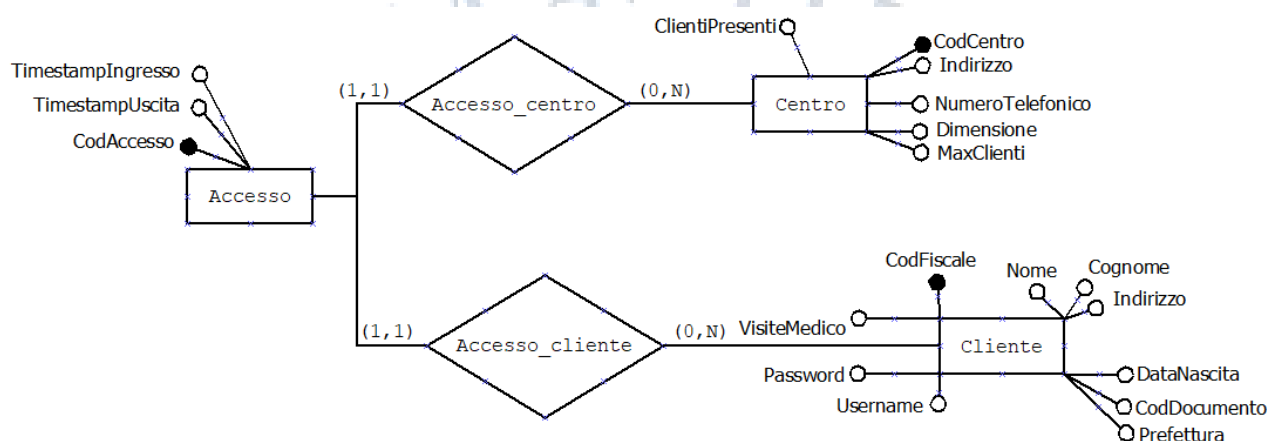 ClientiPresenti
CodCentro
Indirizzo
TimestampIngresso
(1,1)
Accesso_centro
(0,N)
Centro
NumeroTelefonico
TimestampUscita
Dimensione
CodAccesso
MaxClienti
Accesso
CodFiscale
Nome
Cognome
Indirizzo
VisiteMedico
(1,1)
Accesso_cliente
(0,N)
Cliente
Password
DataNascita
Username
CodDocumento
Prefettura